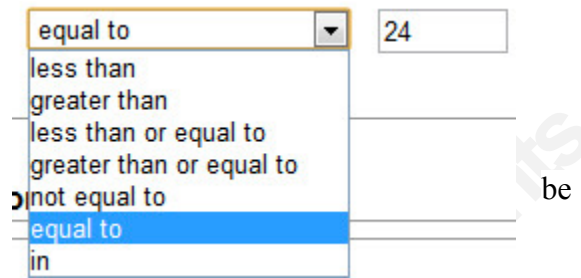 equal to 24
less than
greater than
less than or equal to
greater than or equal to
not equal to
be
equal to
in